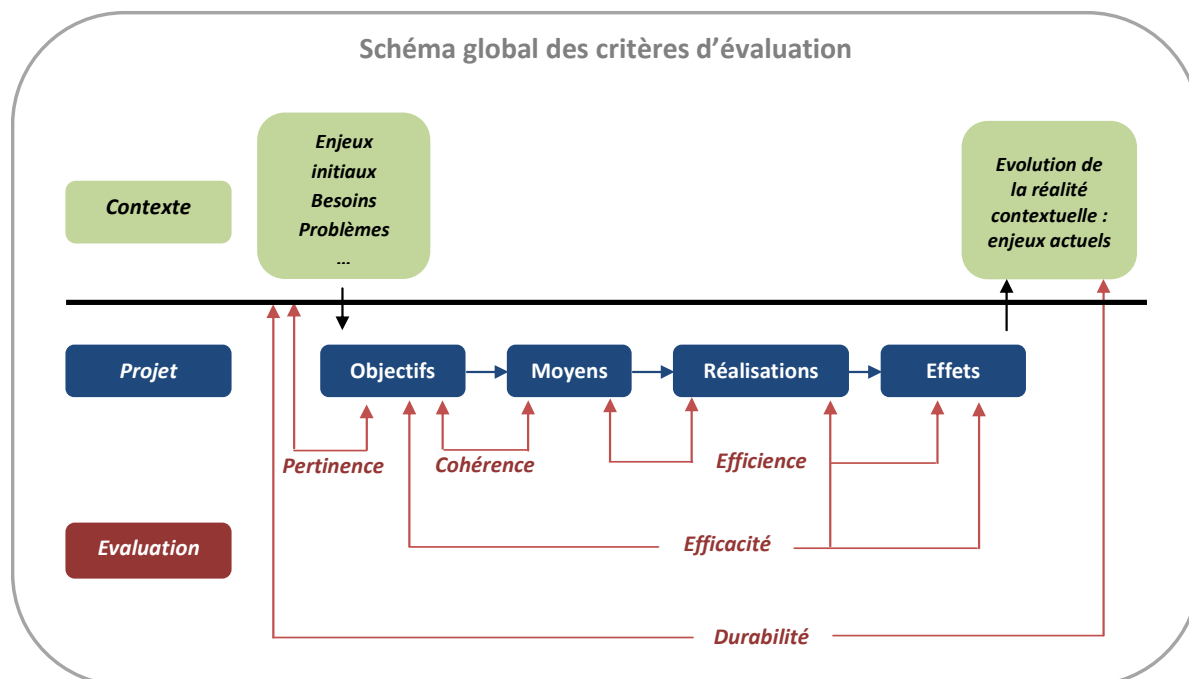 Schéma global des critères d’évaluation
Enjeux
initiaux
Besoins
Problèmes
…
Evolution de
la réalité
contextuelle :
enjeux actuels
Contexte
Projet
Objectifs
Moyens
Réalisations
Effets
Pertinence
Cohérence
Efficience
Evaluation
Efficacité
Durabilité